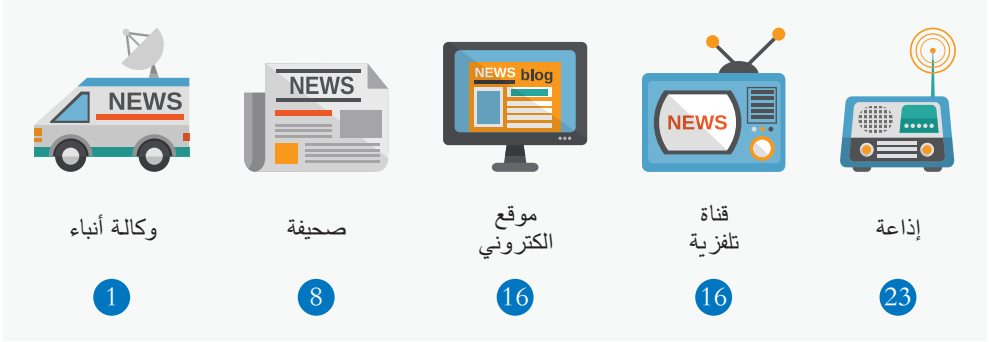 NEWS
NEWS
NEWS blog
NEWS
إذاعة
قناة
تلفزية
موقع
الكتروني
صحيفة
وكالة أنباء
23
16
16
8
1